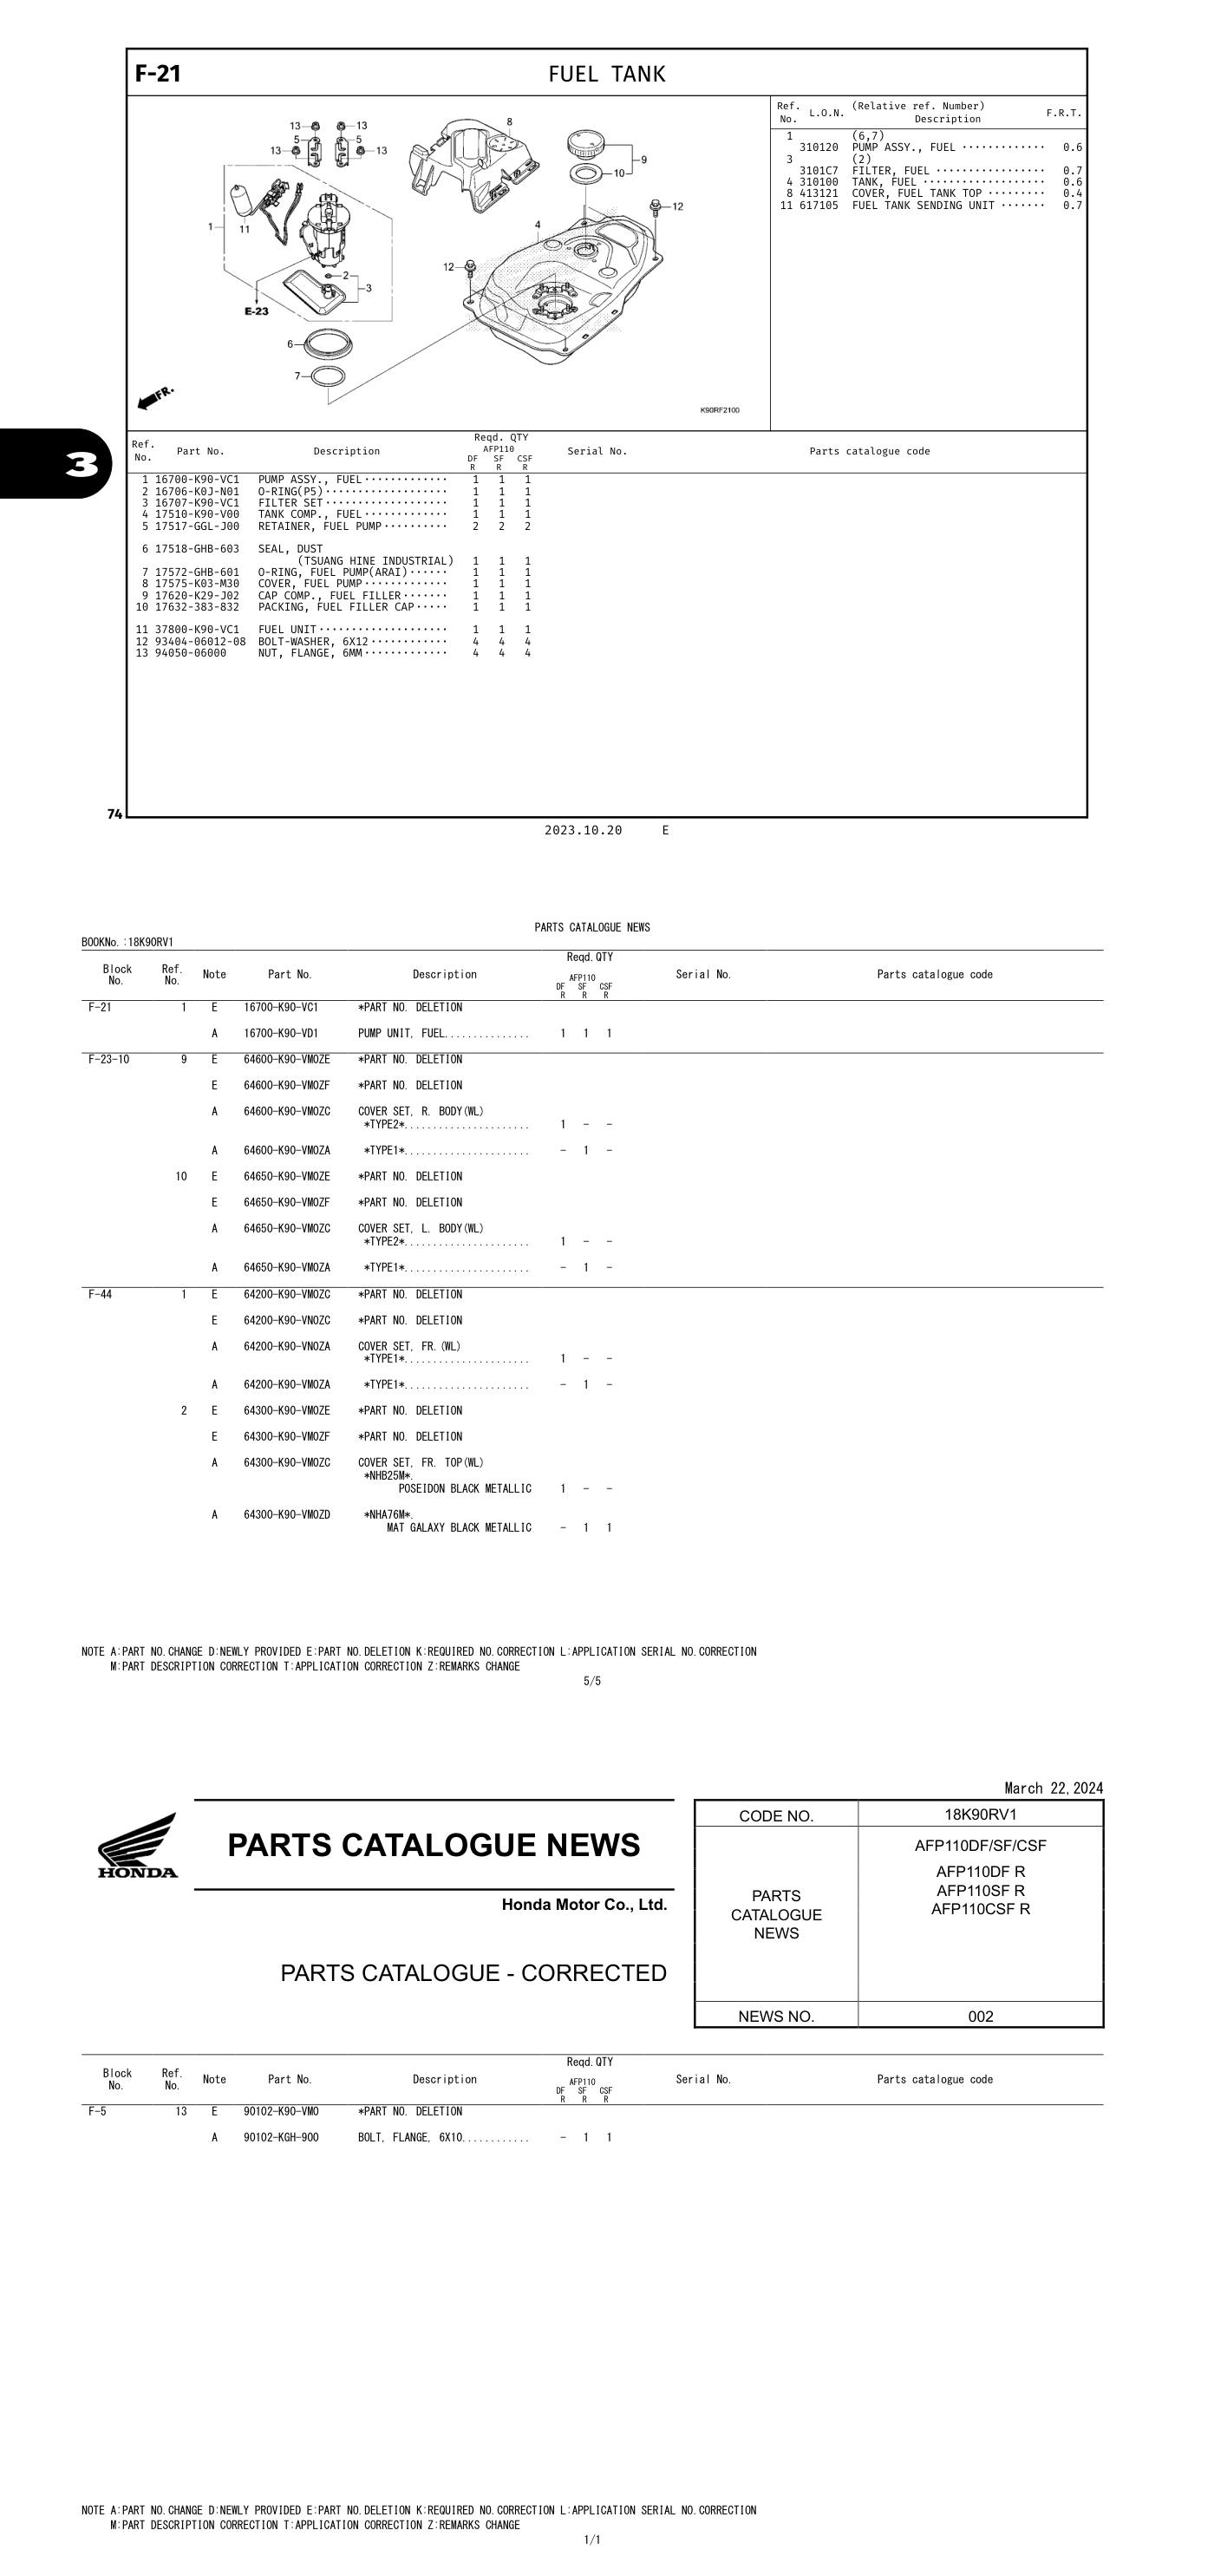 F-21 FUEL TANK
Ref. No. L.O.N. (Relative ref. Number) Description F.R.T.
1 (6,7)
310120 PUMP ASSY., FUEL ············· 0.6
3 (2)
3101C7 FILTER, FUEL ················· 0.7
4 310100 TANK, FUEL ··················· 0.6
8 413121 COVER, FUEL TANK TOP ········· 0.4
11 617105 FUEL TANK SENDING UNIT ······· 0.7
13 13
5 5
13 13
8
9
10
12
4
1
11
12
2
3
E-23
6
7
FR.
K90RF2100
3
Ref. No. Part No. Description Reqd. QTY AFP110 DF SF CSF R R R Serial No. Parts catalogue code
1 16700-K90-VC1 PUMP ASSY., FUEL············· 1 1 1
2 16706-K0J-N01 O-RING(P5)··················· 1 1 1
3 16707-K90-VC1 FILTER SET··················· 1 1 1
4 17510-K90-V00 TANK COMP., FUEL············· 1 1 1
5 17517-GGL-J00 RETAINER, FUEL PUMP·········· 2 2 2
6 17518-GHB-603 SEAL, DUST
(TSUANG HINE INDUSTRIAL) 1 1 1
7 17572-GHB-601 O-RING, FUEL PUMP(ARAI)······ 1 1 1
8 17575-K03-M30 COVER, FUEL PUMP············· 1 1 1
9 17620-K29-J02 CAP COMP., FUEL FILLER······· 1 1 1
10 17632-383-832 PACKING, FUEL FILLER CAP····· 1 1 1
11 37800-K90-VC1 FUEL UNIT···················· 1 1 1
12 93404-06012-08 BOLT-WASHER, 6X12············ 4 4 4
13 94050-06000 NUT, FLANGE, 6MM············· 4 4 4
74
2023.10.20 E
PARTS CATALOGUE NEWS
BOOKNo. :18K90RV1
Block No. Ref. No. Note Part No. Description Reqd.QTY AFP110 DF SF CSF R R R Serial No. Parts catalogue code
F-21 1 E 16700-K90-VC1 *PART NO. DELETION
A 16700-K90-VD1 PUMP UNIT, FUEL............... 1 1 1
F-23-10 9 E 64600-K90-VM0ZE *PART NO. DELETION
E 64600-K90-VM0ZF *PART NO. DELETION
A 64600-K90-VM0ZC COVER SET, R. BODY(WL)
*TYPE2*...................... 1 - -
A 64600-K90-VM0ZA *TYPE1*...................... - 1 -
10 E 64650-K90-VM0ZE *PART NO. DELETION
E 64650-K90-VM0ZF *PART NO. DELETION
A 64650-K90-VM0ZC COVER SET, L. BODY(WL)
*TYPE2*...................... 1 - -
A 64650-K90-VM0ZA *TYPE1*...................... - 1 -
F-44 1 E 64200-K90-VM0ZC *PART NO. DELETION
E 64200-K90-VN0ZC *PART NO. DELETION
A 64200-K90-VN0ZA COVER SET, FR.(WL)
*TYPE1*...................... 1 - -
A 64200-K90-VM0ZA *TYPE1*...................... - 1 -
2 E 64300-K90-VM0ZE *PART NO. DELETION
E 64300-K90-VM0ZF *PART NO. DELETION
A 64300-K90-VM0ZC COVER SET, FR. TOP(WL)
*NHB25M*.
POSEIDON BLACK METALLIC 1 - -
A 64300-K90-VM0ZD *NHA76M*.
MAT GALAXY BLACK METALLIC - 1 1
NOTE A:PART NO.CHANGE D:NEWLY PROVIDED E:PART NO.DELETION K:REQUIRED NO.CORRECTION L:APPLICATION SERIAL NO.CORRECTION
M:PART DESCRIPTION CORRECTION T:APPLICATION CORRECTION Z:REMARKS CHANGE
5/5
March 22,2024
HONDA
PARTS CATALOGUE NEWS
Honda Motor Co., Ltd.
PARTS CATALOGUE - CORRECTED
CODE NO. 18K90RV1
PARTS CATALOGUE NEWS
AFP110DF/SF/CSF
AFP110DF R
AFP110SF R
AFP110CSF R
NEWS NO. 002
Block No. Ref. No. Note Part No. Description Reqd.QTY AFP110 DF SF CSF R R R Serial No. Parts catalogue code
F-5 13 E 90102-K90-VM0 *PART NO. DELETION
A 90102-KGH-900 BOLT, FLANGE, 6X10............ - 1 1
NOTE A:PART NO.CHANGE D:NEWLY PROVIDED E:PART NO.DELETION K:REQUIRED NO.CORRECTION L:APPLICATION SERIAL NO.CORRECTION
M:PART DESCRIPTION CORRECTION T:APPLICATION CORRECTION Z:REMARKS CHANGE
1/1